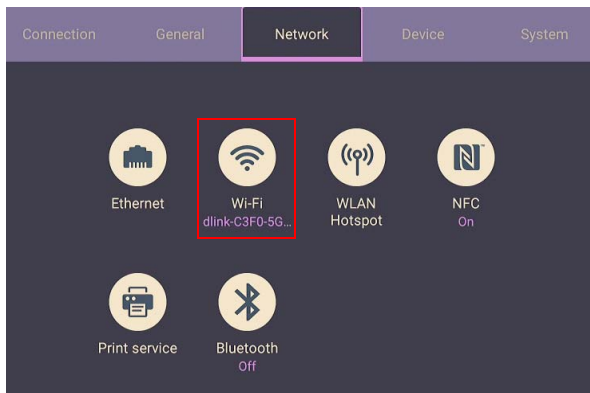 Connection General Network Device System
Ethernet
Wi-Fi
dlink-C3F0-5G...
WLAN
Hotspot
NFC
On
Print service
Bluetooth
Off